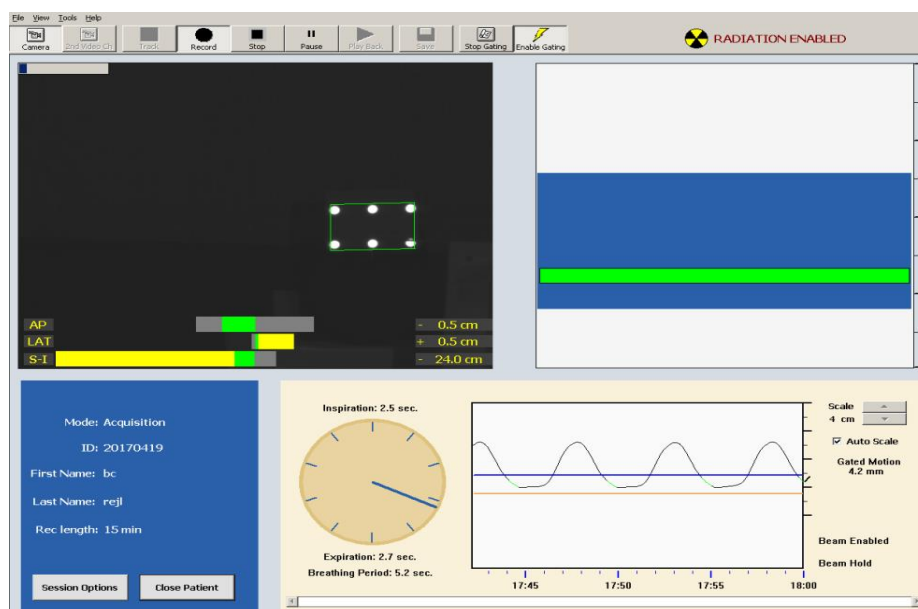 File View Tools Help
Camera 2nd Video Ch Track Record Stop Pause Play Back Save Stop Gating Enable Gating
RADIATION ENABLED
AP - 0.5 cm
LAT + 0.5 cm
S-I - 24.0 cm
Mode: Acquisition
ID: 20170419
First Name: bc
Last Name: rejl
Rec length: 15 min
Session Options Close Patient
Inspiration: 2.5 sec.
Expiration: 2.7 sec.
Breathing Period: 5.2 sec.
17:45 17:50 17:55 18:00
Scale
4 cm
Auto Scale
Gated Motion
4.2 mm
Beam Enabled
Beam Hold